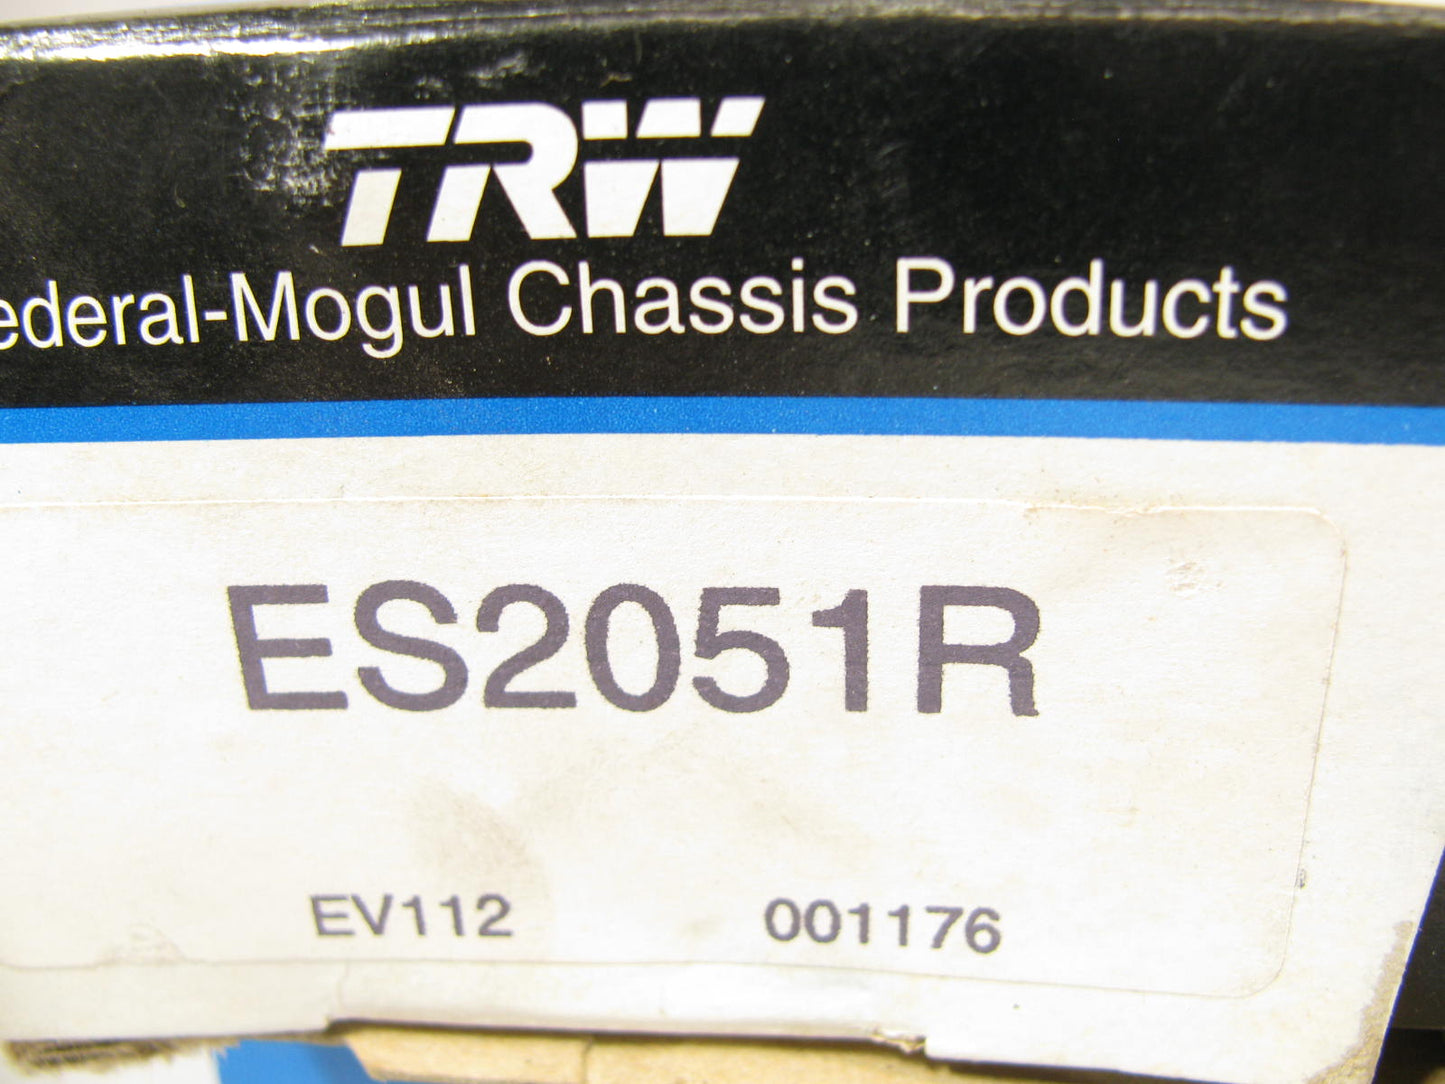 TRW
ederal-Mogul Chassis Products
ES2051R
EV112 001176